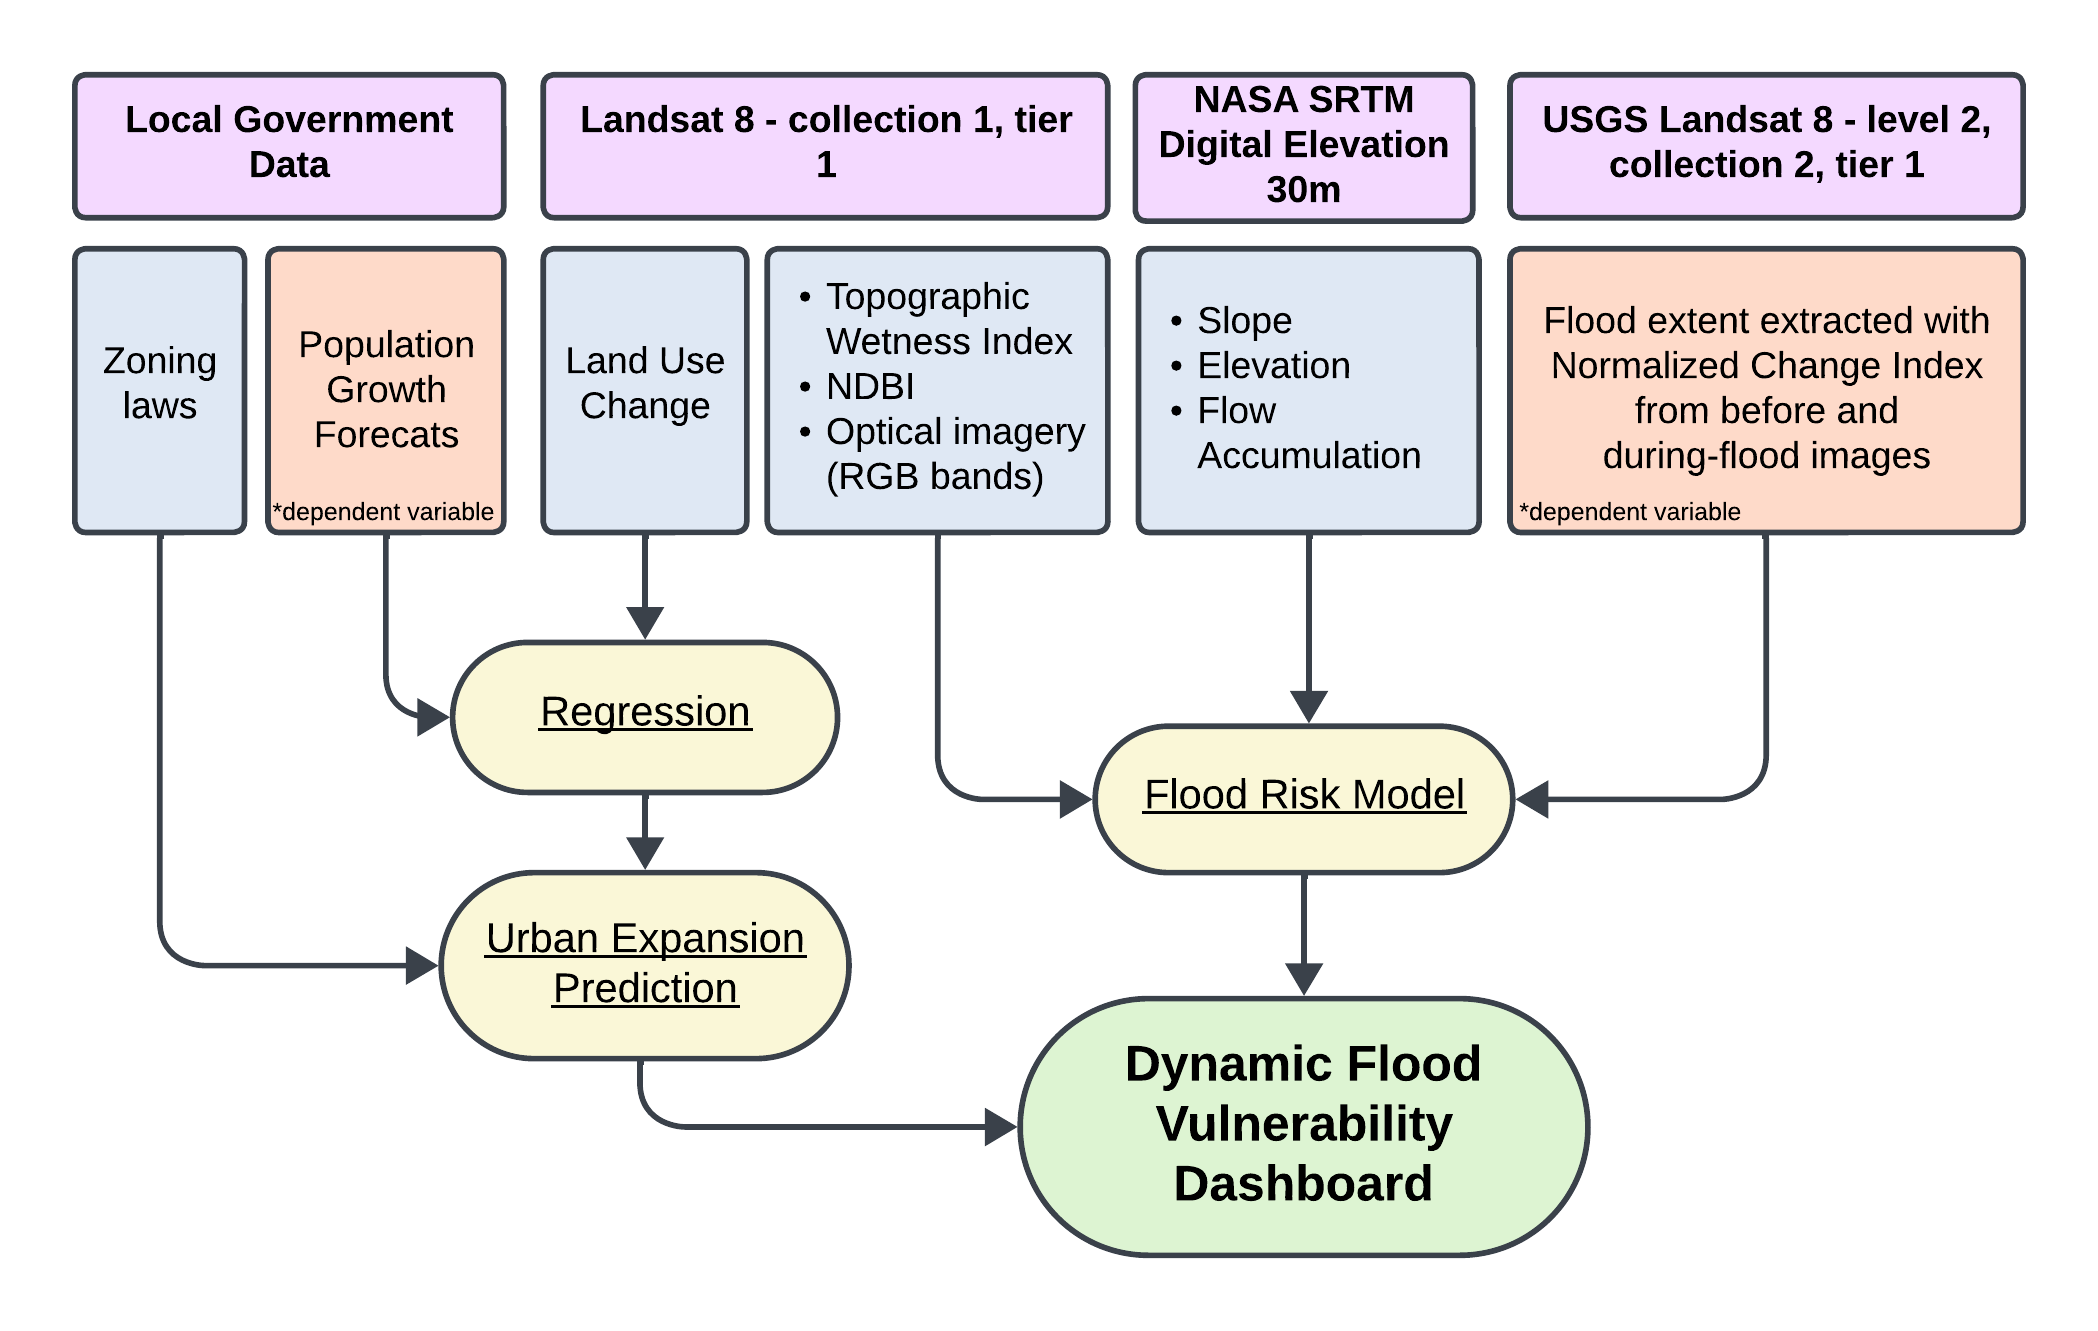 Local Government
Data
Landsat 8 - collection 1, tier
1
NASA SRTM
Digital Elevation
30m
USGS Landsat 8 - level 2,
collection 2, tier 1
Zoning
laws
Population
Growth
Forecats
*dependent variable
Land Use
Change
• Topographic
Wetness Index
• NDBI
• Optical imagery
(RGB bands)
• Slope
• Elevation
• Flow
Accumulation
Flood extent extracted with
Normalized Change Index
from before and
during-flood images
*dependent variable
Regression
Flood Risk Model
Urban Expansion
Prediction
Dynamic Flood
Vulnerability
Dashboard